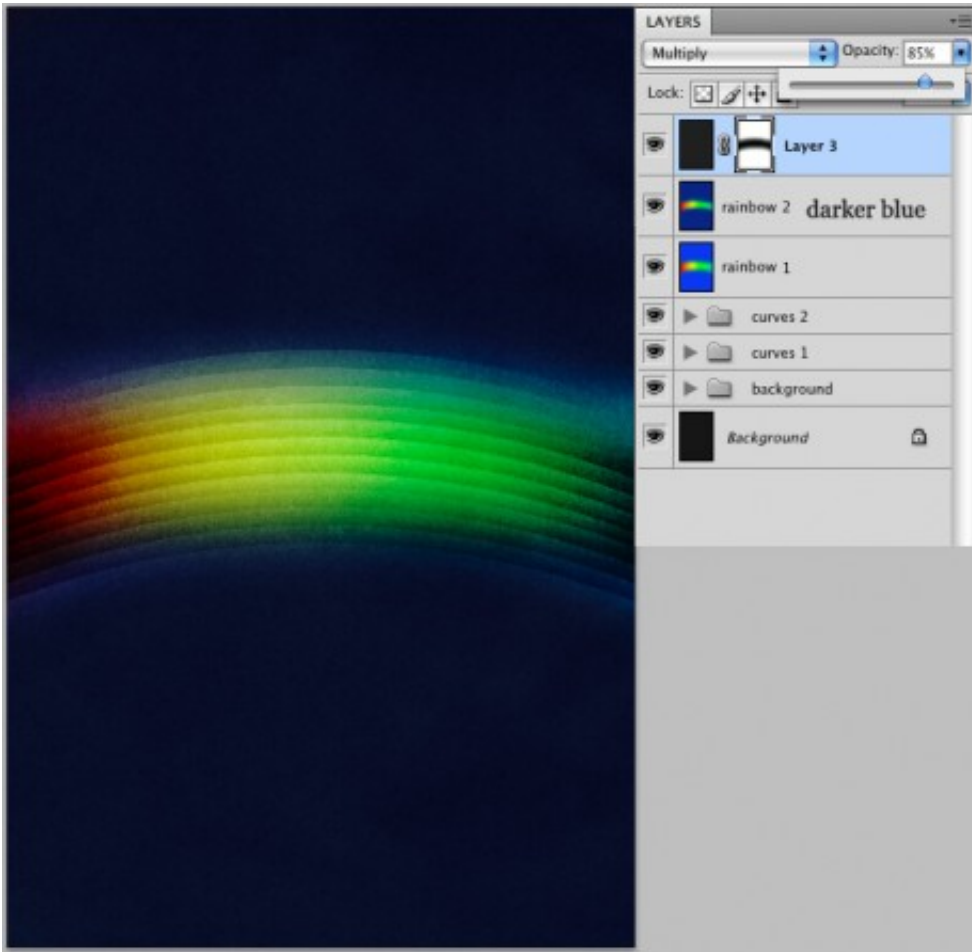 LAYERS
Multiply Opacity: 85%
Lock:
Layer 3
rainbow 2 darker blue
rainbow 1
curves 2
curves 1
background
Background